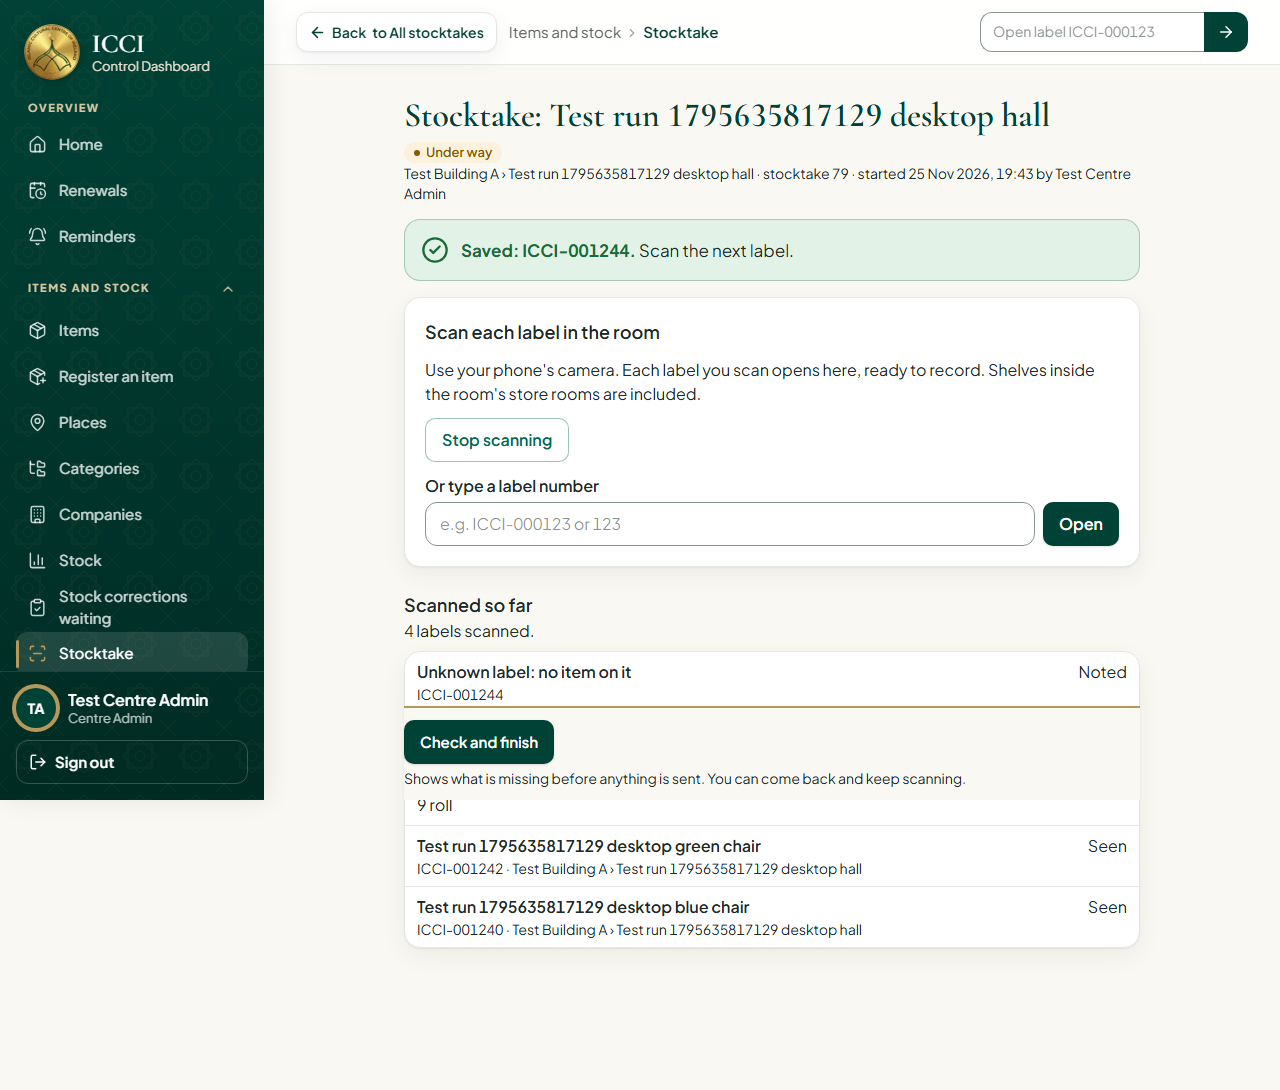 ICCI
Control Dashboard
OVERVIEW
Home
Renewals
Reminders
ITEMS AND STOCK
Items
Register an item
Places
Categories
Companies
Stock
Stock corrections
waiting
Stocktake
TA
Test Centre Admin
Centre Admin
Sign out
Back to All stocktakes
Items and stock › Stocktake
Open label ICCI-000123
Stocktake: Test run 1795635817129 desktop hall
Under way
Test Building A › Test run 1795635817129 desktop hall · stocktake 79 · started 25 Nov 2026, 19:43 by Test Centre
Admin
Saved: ICCI-001244. Scan the next label.
Scan each label in the room
Use your phone's camera. Each label you scan opens here, ready to record. Shelves inside
the room's store rooms are included.
Stop scanning
Or type a label number
e.g. ICCI-000123 or 123
Open
Scanned so far
4 labels scanned.
Unknown label: no item on it
Noted
ICCI-001244
Check and finish
Shows what is missing before anything is sent. You can come back and keep scanning.
9 roll
Test run 1795635817129 desktop green chair
Seen
ICCI-001242 · Test Building A › Test run 1795635817129 desktop hall
Test run 1795635817129 desktop blue chair
Seen
ICCI-001240 · Test Building A › Test run 1795635817129 desktop hall